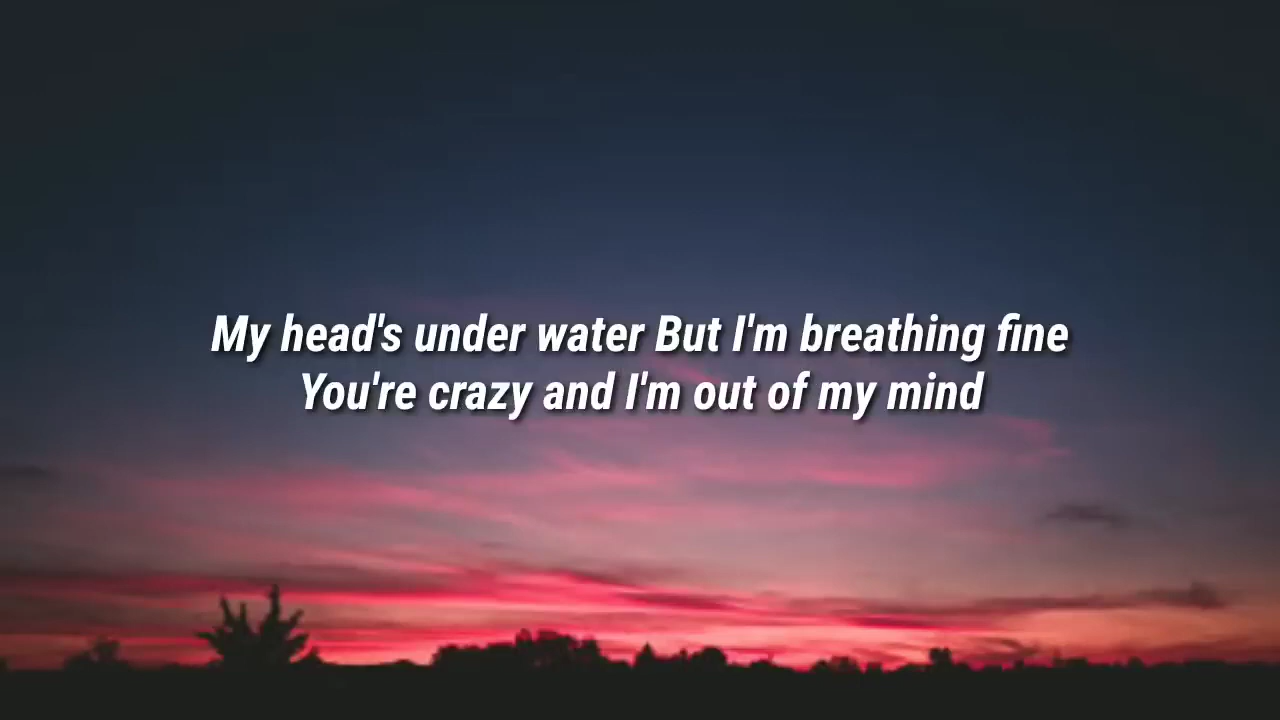 My head's under water But I'm breathing fine
You're crazy and I'm out of my mind